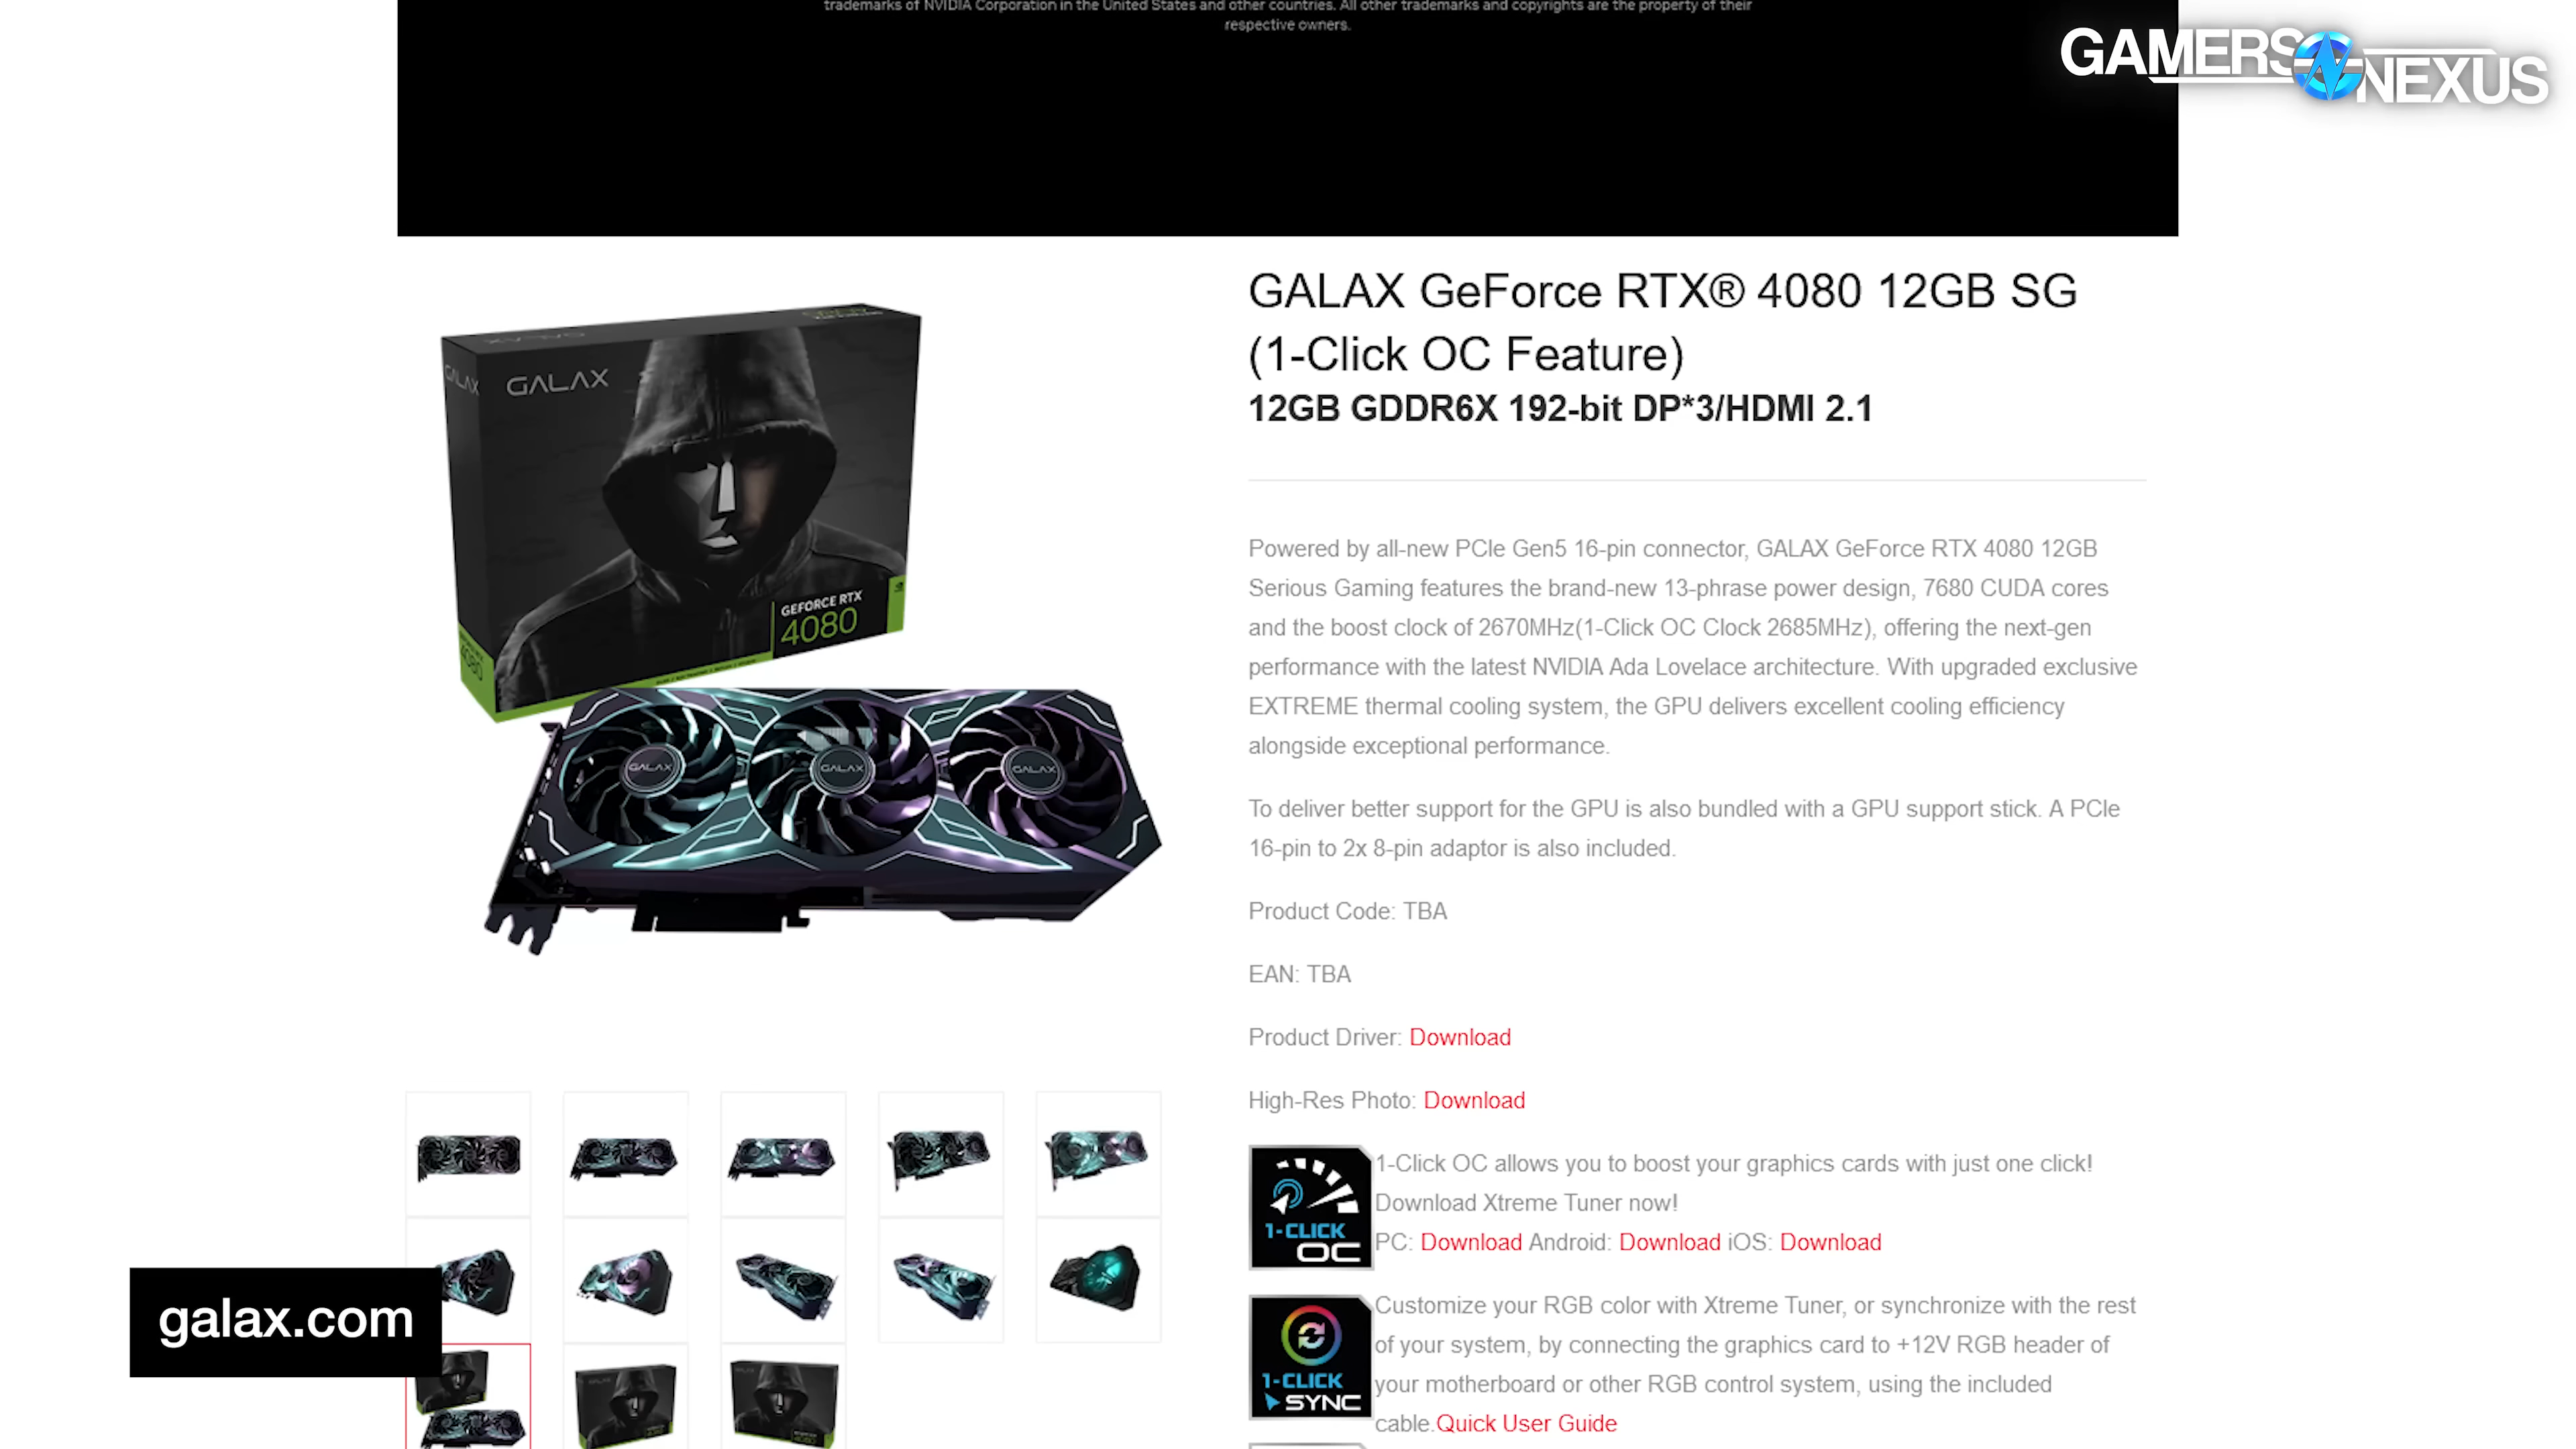 trademarks of NVIDIA Corporation in the United States and other countries. All other trademarks and copyrights are the property of their
respective owners.
GAMERS NEXUS
GALAX GeForce RTX® 4080 12GB SG
(1-Click OC Feature)
12GB GDDR6X 192-bit DP*3/HDMI 2.1
GALAX
GALAX
GEFORCE RTX
4080
4080
GALAX
GALAX
GALAX
Powered by all-new PCIe Gen5 16-pin connector, GALAX GeForce RTX 4080 12GB
Serious Gaming features the brand-new 13-phrase power design, 7680 CUDA cores
and the boost clock of 2670MHz(1-Click OC Clock 2685MHz), offering the next-gen
performance with the latest NVIDIA Ada Lovelace architecture. With upgraded exclusive
EXTREME thermal cooling system, the GPU delivers excellent cooling efficiency
alongside exceptional performance.
To deliver better support for the GPU is also bundled with a GPU support stick. A PCIe
16-pin to 2x 8-pin adaptor is also included.
Product Code: TBA
EAN: TBA
Product Driver: Download
High-Res Photo: Download
1-CLICK
OC
1-Click OC allows you to boost your graphics cards with just one click!
Download Xtreme Tuner now!
PC: Download Android: Download iOS: Download
1-CLICK
SYNC
Customize your RGB color with Xtreme Tuner, or synchronize with the rest
of your system, by connecting the graphics card to +12V RGB header of
your motherboard or other RGB control system, using the included
cable.Quick User Guide
galax.com